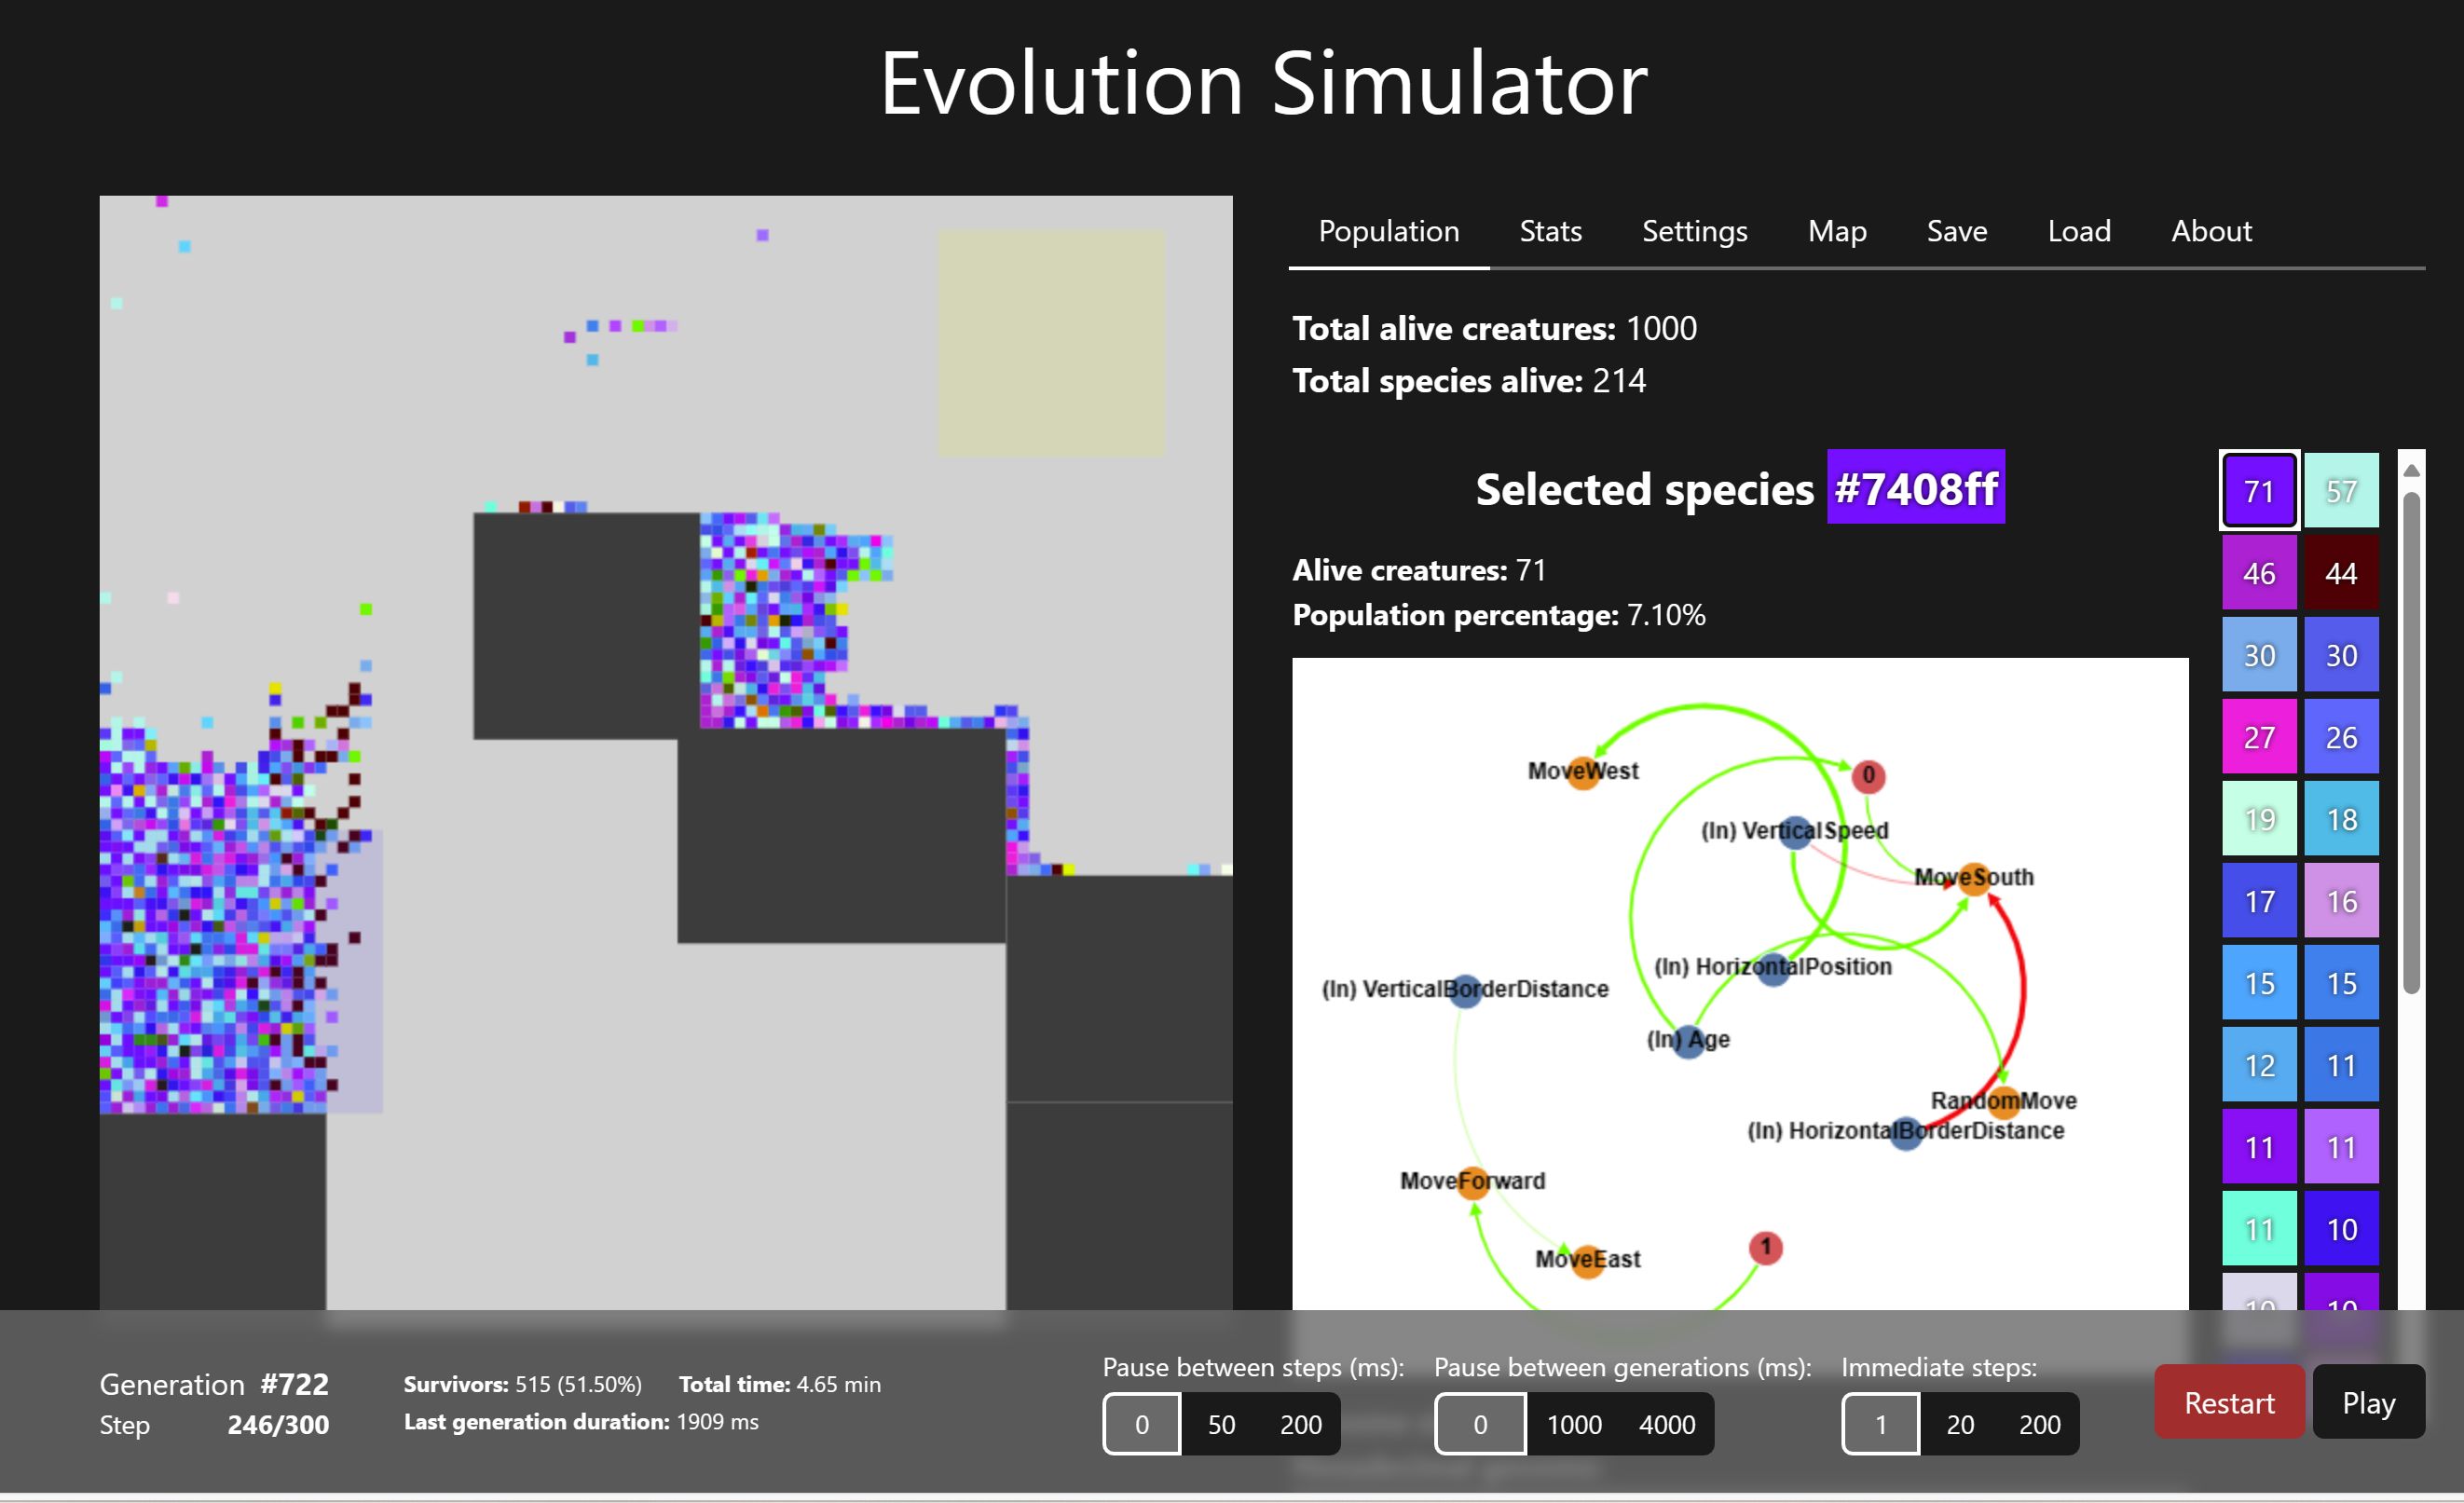 Evolution Simulator
Population Stats Settings Map Save Load About
Total alive creatures: 1000
Total species alive: 214
Selected species #7408ff
Alive creatures: 71
Population percentage: 7.10%
71 57
46 44
30 30
27 26
19 18
17 16
15 15
12 11
11 11
11 10
10 10
MoveWest
0
(In) VerticalSpeed
MoveSouth
(In) HorizontalPosition
(In) VerticalBorderDistance
(In) Age
RandomMove
(In) HorizontalBorderDistance
MoveForward
1
MoveEast
Generation #722
Step 246/300
Survivors: 515 (51.50%) Total time: 4.65 min
Last generation duration: 1909 ms
Pause between steps (ms):
0 50 200
Pause between generations (ms):
0 1000 4000
Immediate steps:
1 20 200
Restart
Play